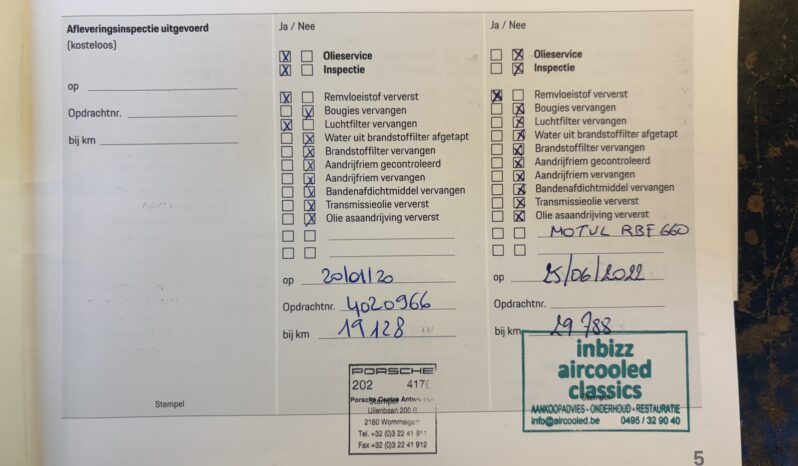 Afleveringsinspectie uitgevoerd
(kosteloos)
op
Opdrachtnr.
bij km
Stempel
Ja / Nee
Olieservice
Inspectie
Remvloeistof ververst
Bougies vervangen
Luchtfilter vervangen
Water uit brandstoffilter afgetapt
Brandstoffilter vervangen
Aandrijfriem gecontroleerd
Aandrijfriem vervangen
Bandenafdichtmiddel vervangen
Transmissieolie ververst
Olie asaandrijving ververst
op 20/01/20
Opdrachtnr. 4020966
bij km 19128
PORSCHE
202
Porsche Centre
Stempel
2160 Wommelgem
Tel. +32 (0)3 22 41 911
Fax +32 (0)3 22 41 912
Ja / Nee
Olieservice
Inspectie
Remvloeistof ververst
Bougies vervangen
Luchtfilter vervangen
Water uit brandstoffilter afgetapt
Brandstoffilter vervangen
Aandrijfriem gecontroleerd
Aandrijfriem vervangen
Bandenafdichtmiddel vervangen
Transmissieolie ververst
Olie asaandrijving ververst
MOTUL RBF 660
op 25/06/2022
Opdrachtnr.
bij km 29788
inbizz
aircooled
classics
Stempel
AANKOOPADVIES - ONDERHOUD - RESTAURATIE
info@aircooled.be 0495 / 32 90 40
5